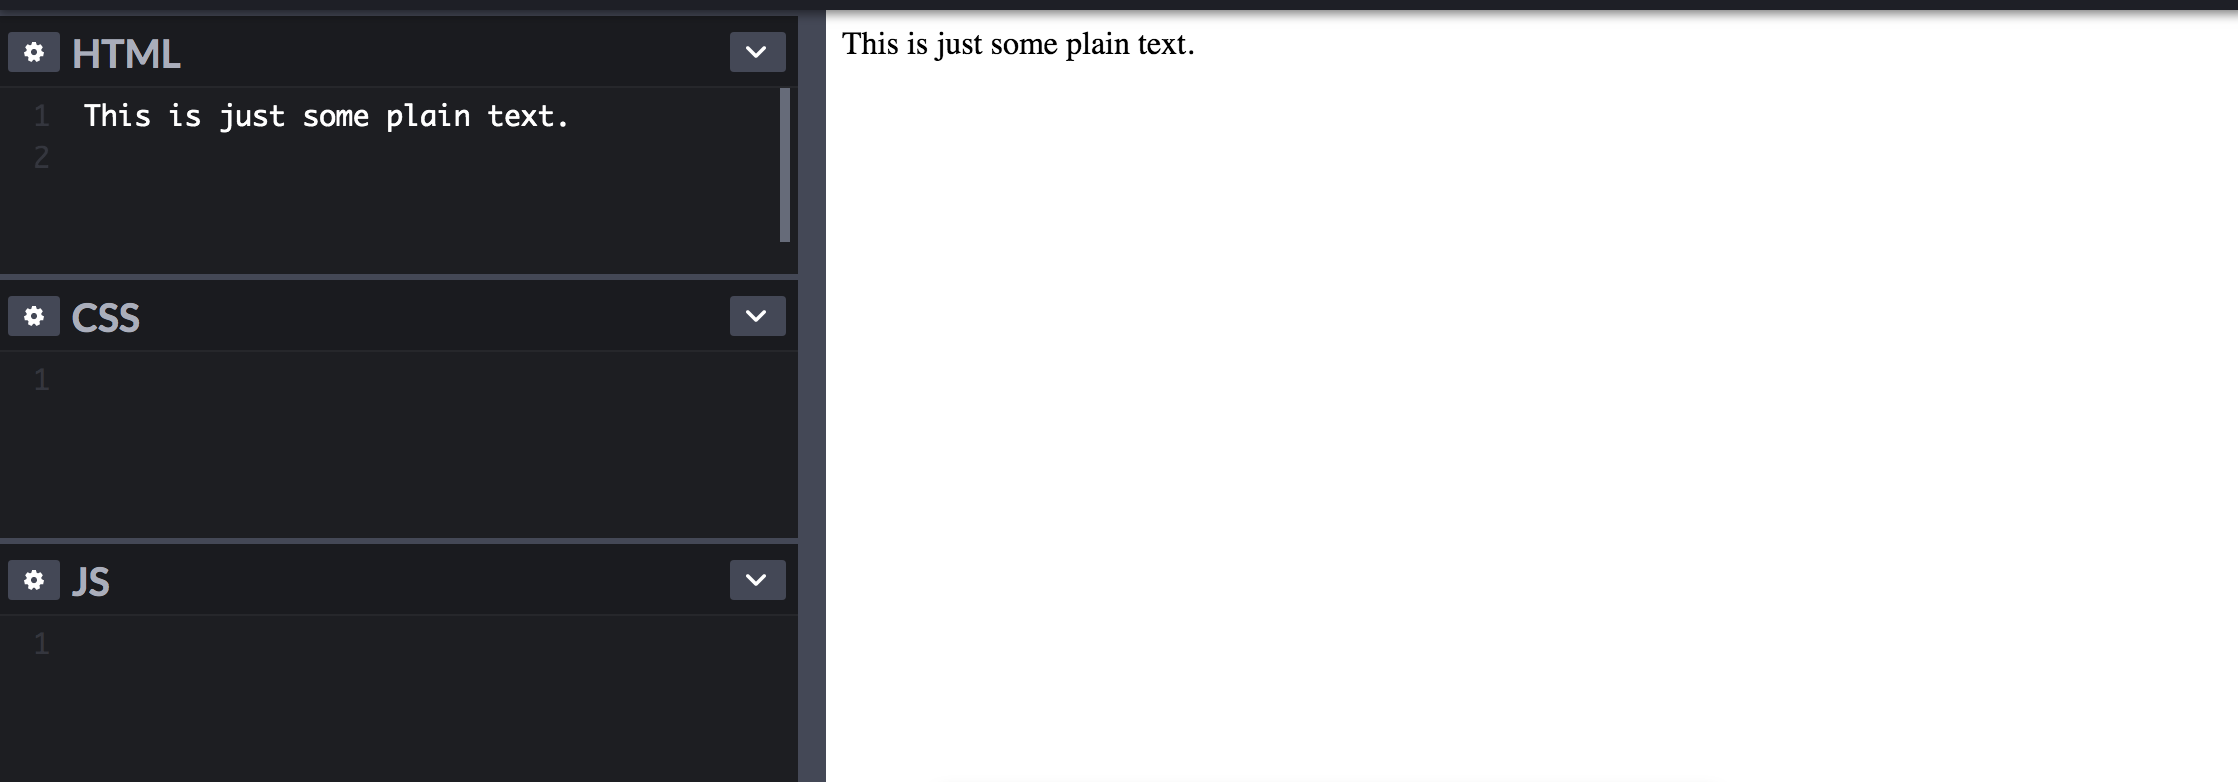 HTML
1 This is just some plain text.
2
CSS
1
JS
1
This is just some plain text.